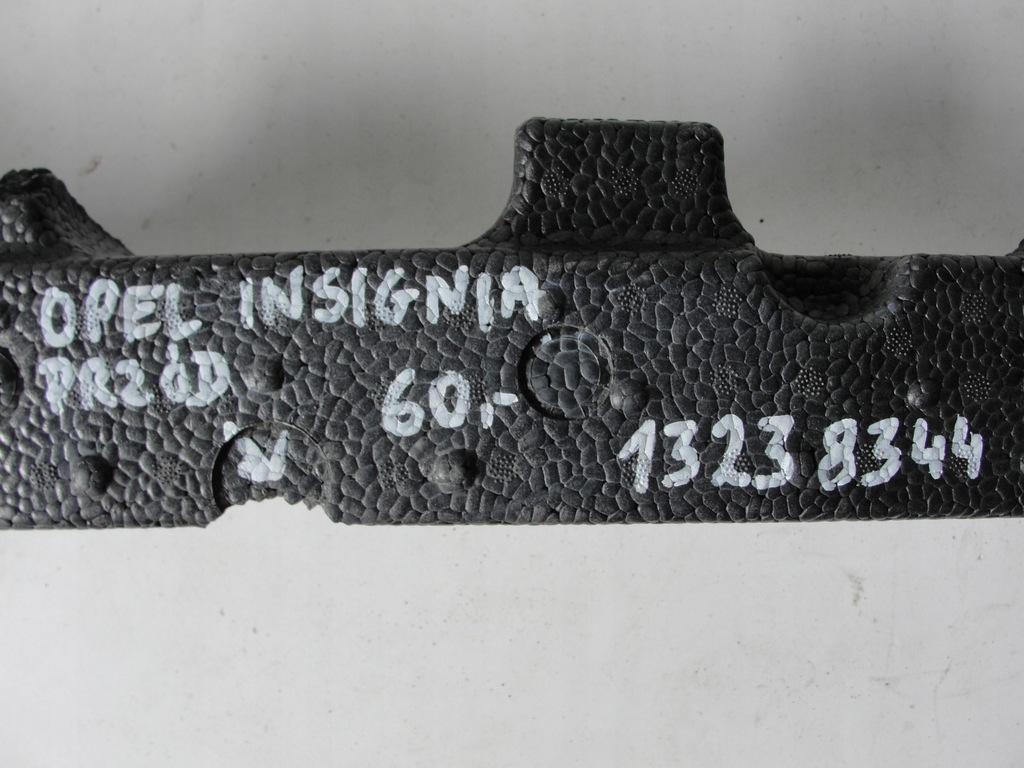 OPEL INSIGNIA
PRZÓD 60,-
13238344